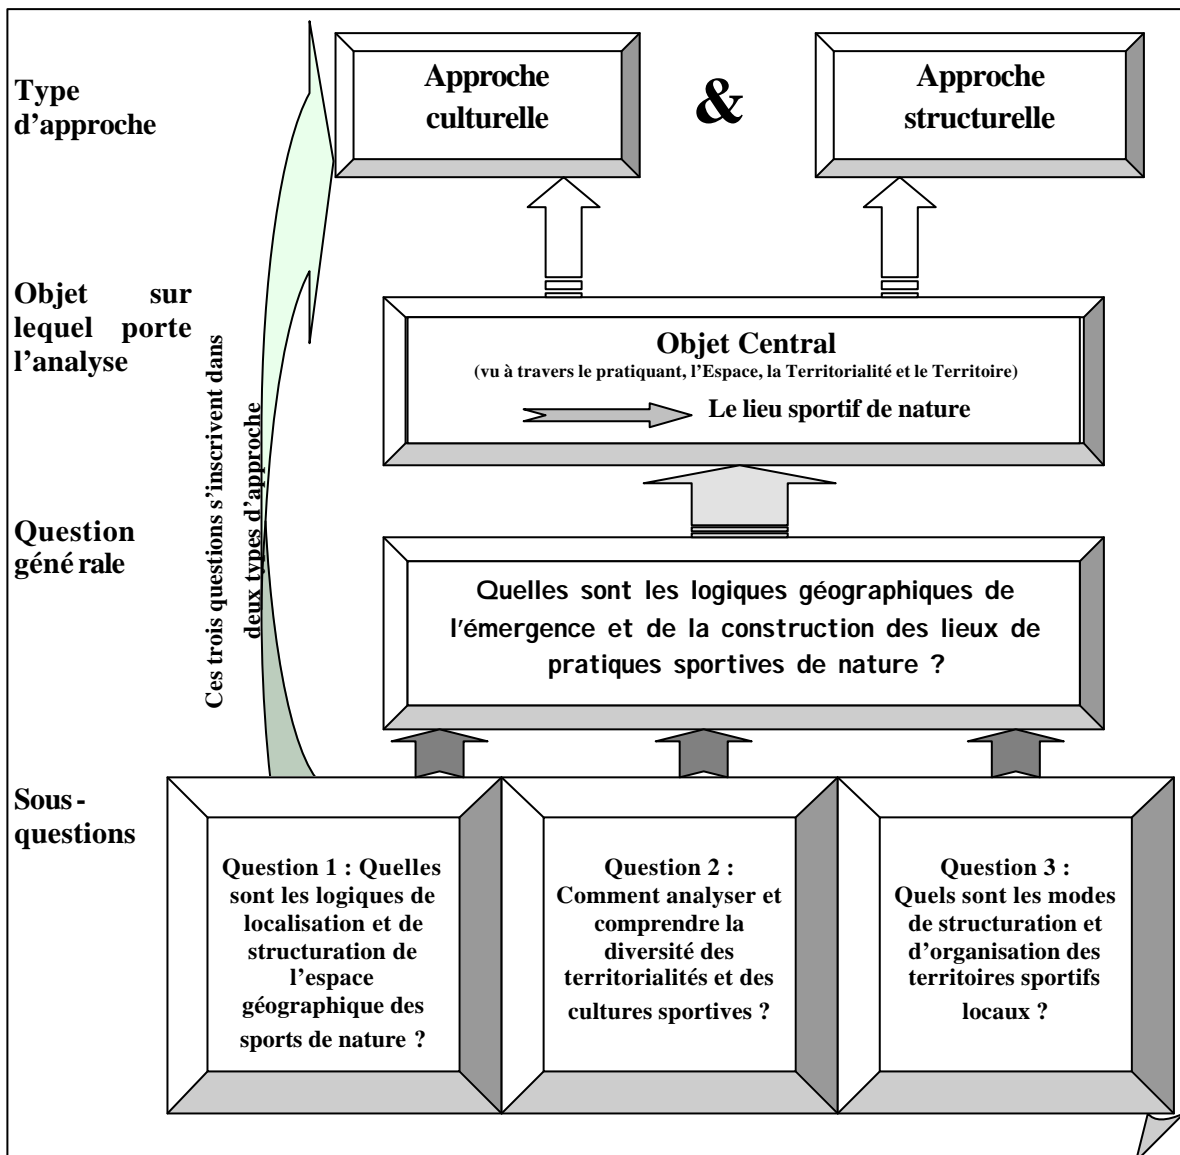 Type
d’approche
Approche
culturelle
&
Approche
structurelle
Objet sur
lequel porte
l’analyse
Ces trois questions s’inscrivent dans
deux types d’approche
Objet Central
(vu à travers le pratiquant, l’Espace, la Territorialité et le Territoire)
Le lieu sportif de nature
Question
géné rale
Quelles sont les logiques géographiques de
l’émergence et de la construction des lieux de
pratiques sportives de nature ?
Sous -
questions
Question 1 : Quelles
sont les logiques de
localisation et de
structuration de
l’espace
géographique des
sports de nature ?
Question 2 :
Comment analyser et
comprendre la
diversité des
territorialités et des
cultures sportives ?
Question 3 :
Quels sont les modes
de structuration et
d’organisation des
territoires sportifs
locaux ?